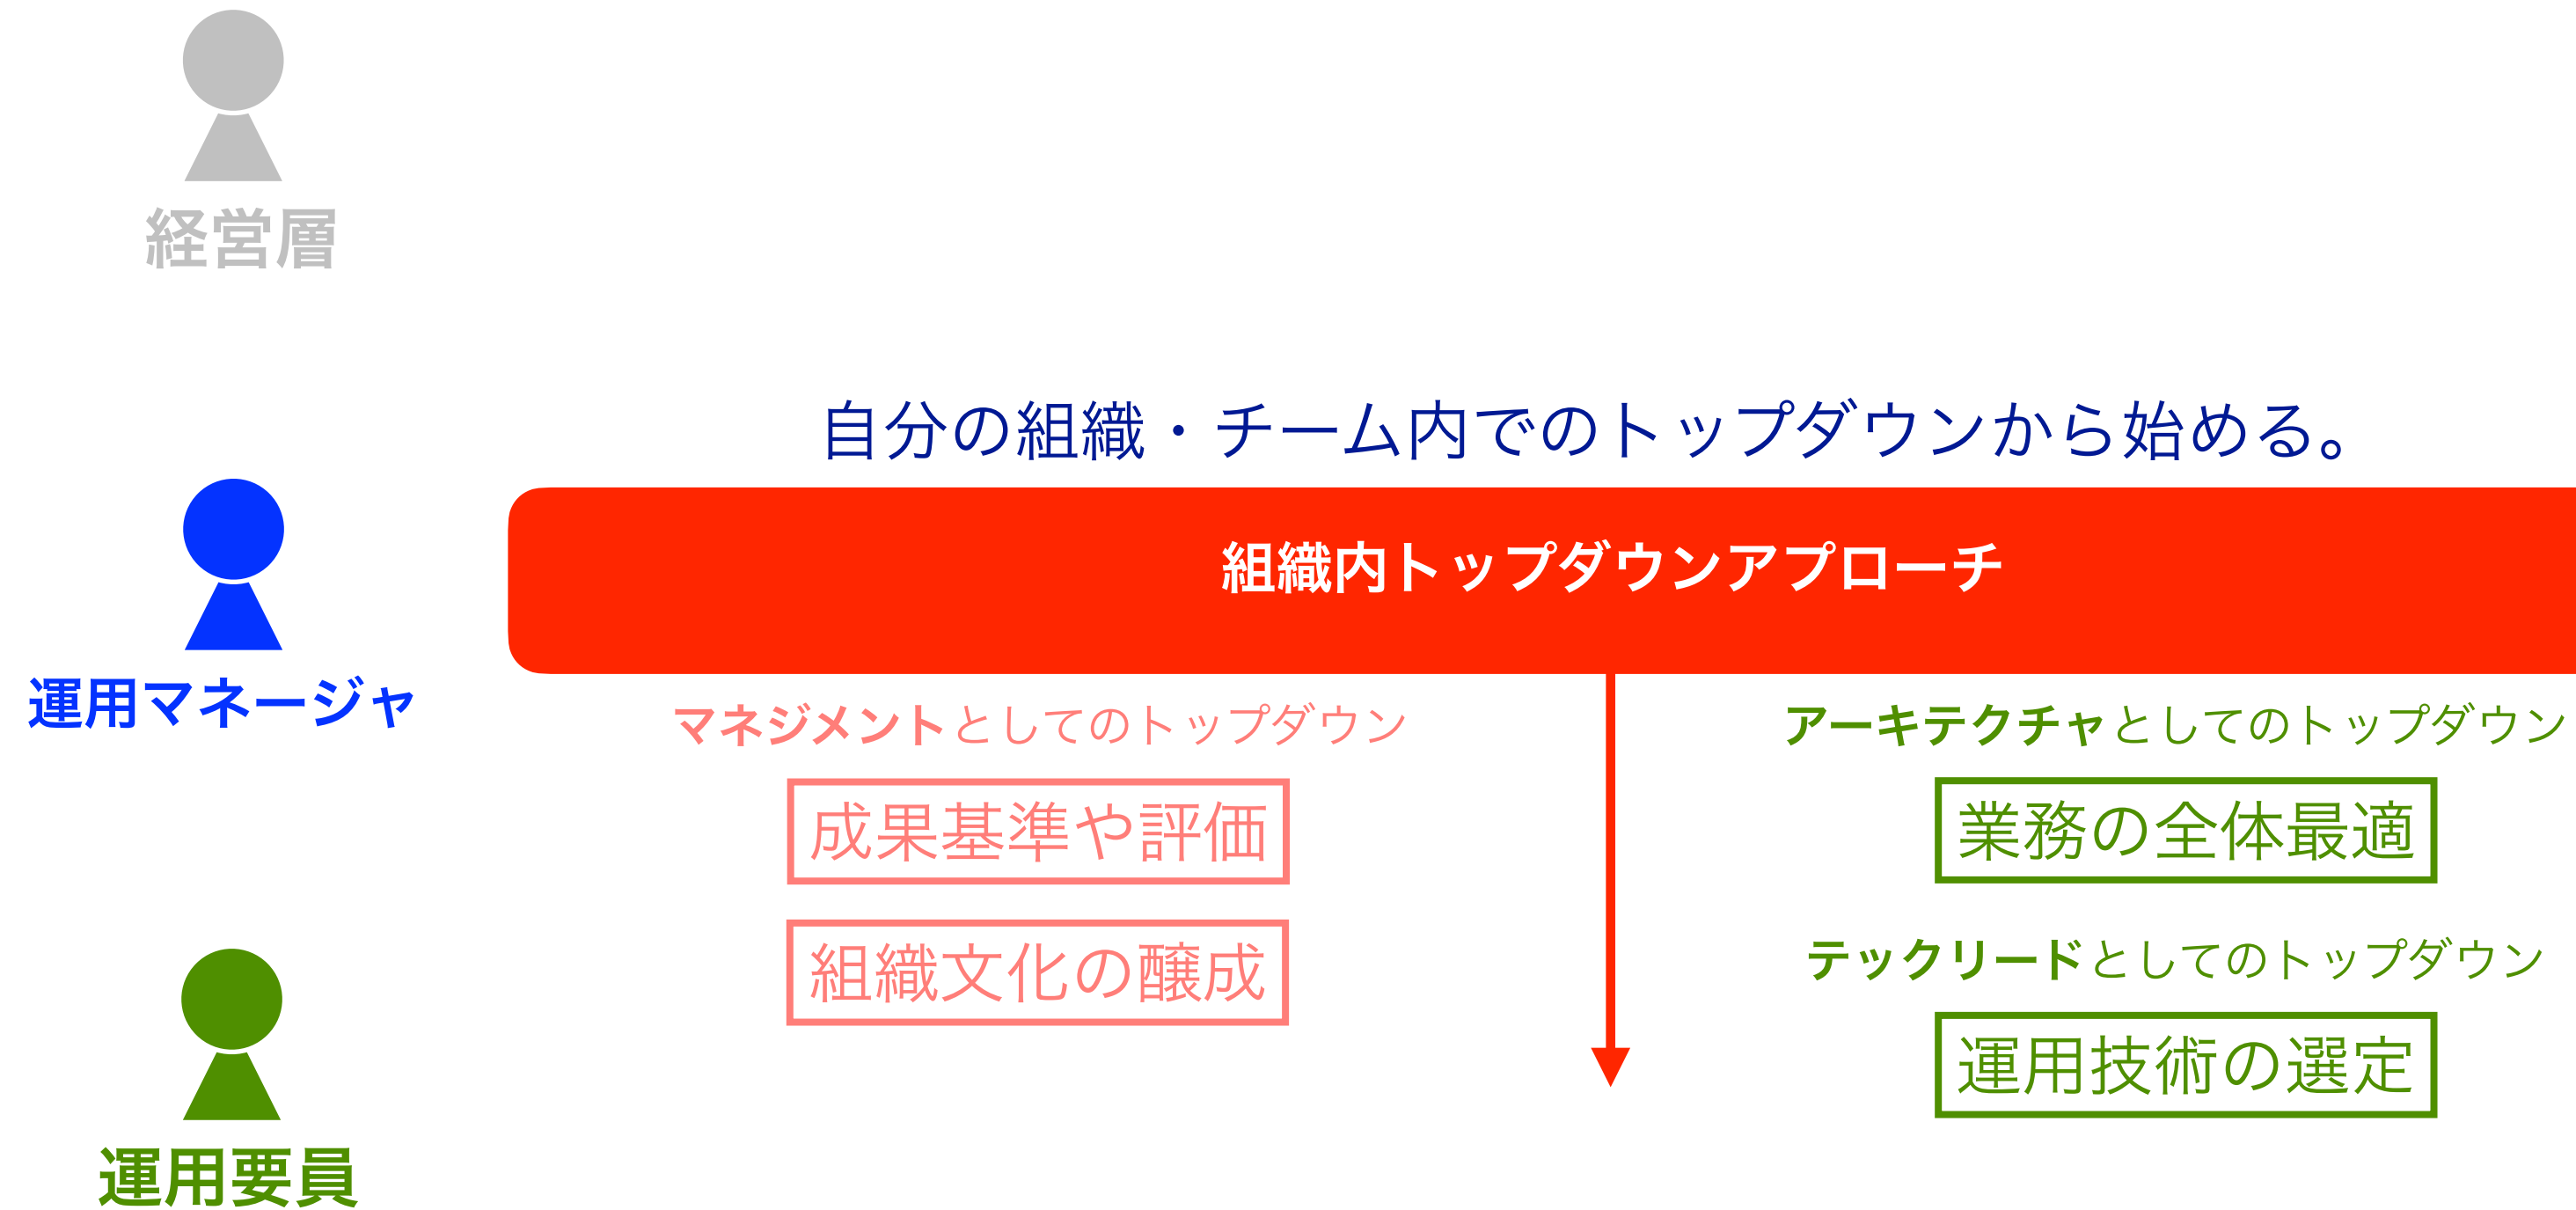 経営層
自分の組織・チーム内でのトップダウンから始める。
組織内トップダウンアプローチ
運用マネージャ
マネジメントとしてのトップダウン
アーキテクチャとしてのトップダウン
成果基準や評価
業務の全体最適
組織文化の醸成
テックリードとしてのトップダウン
運用技術の選定
運用要員